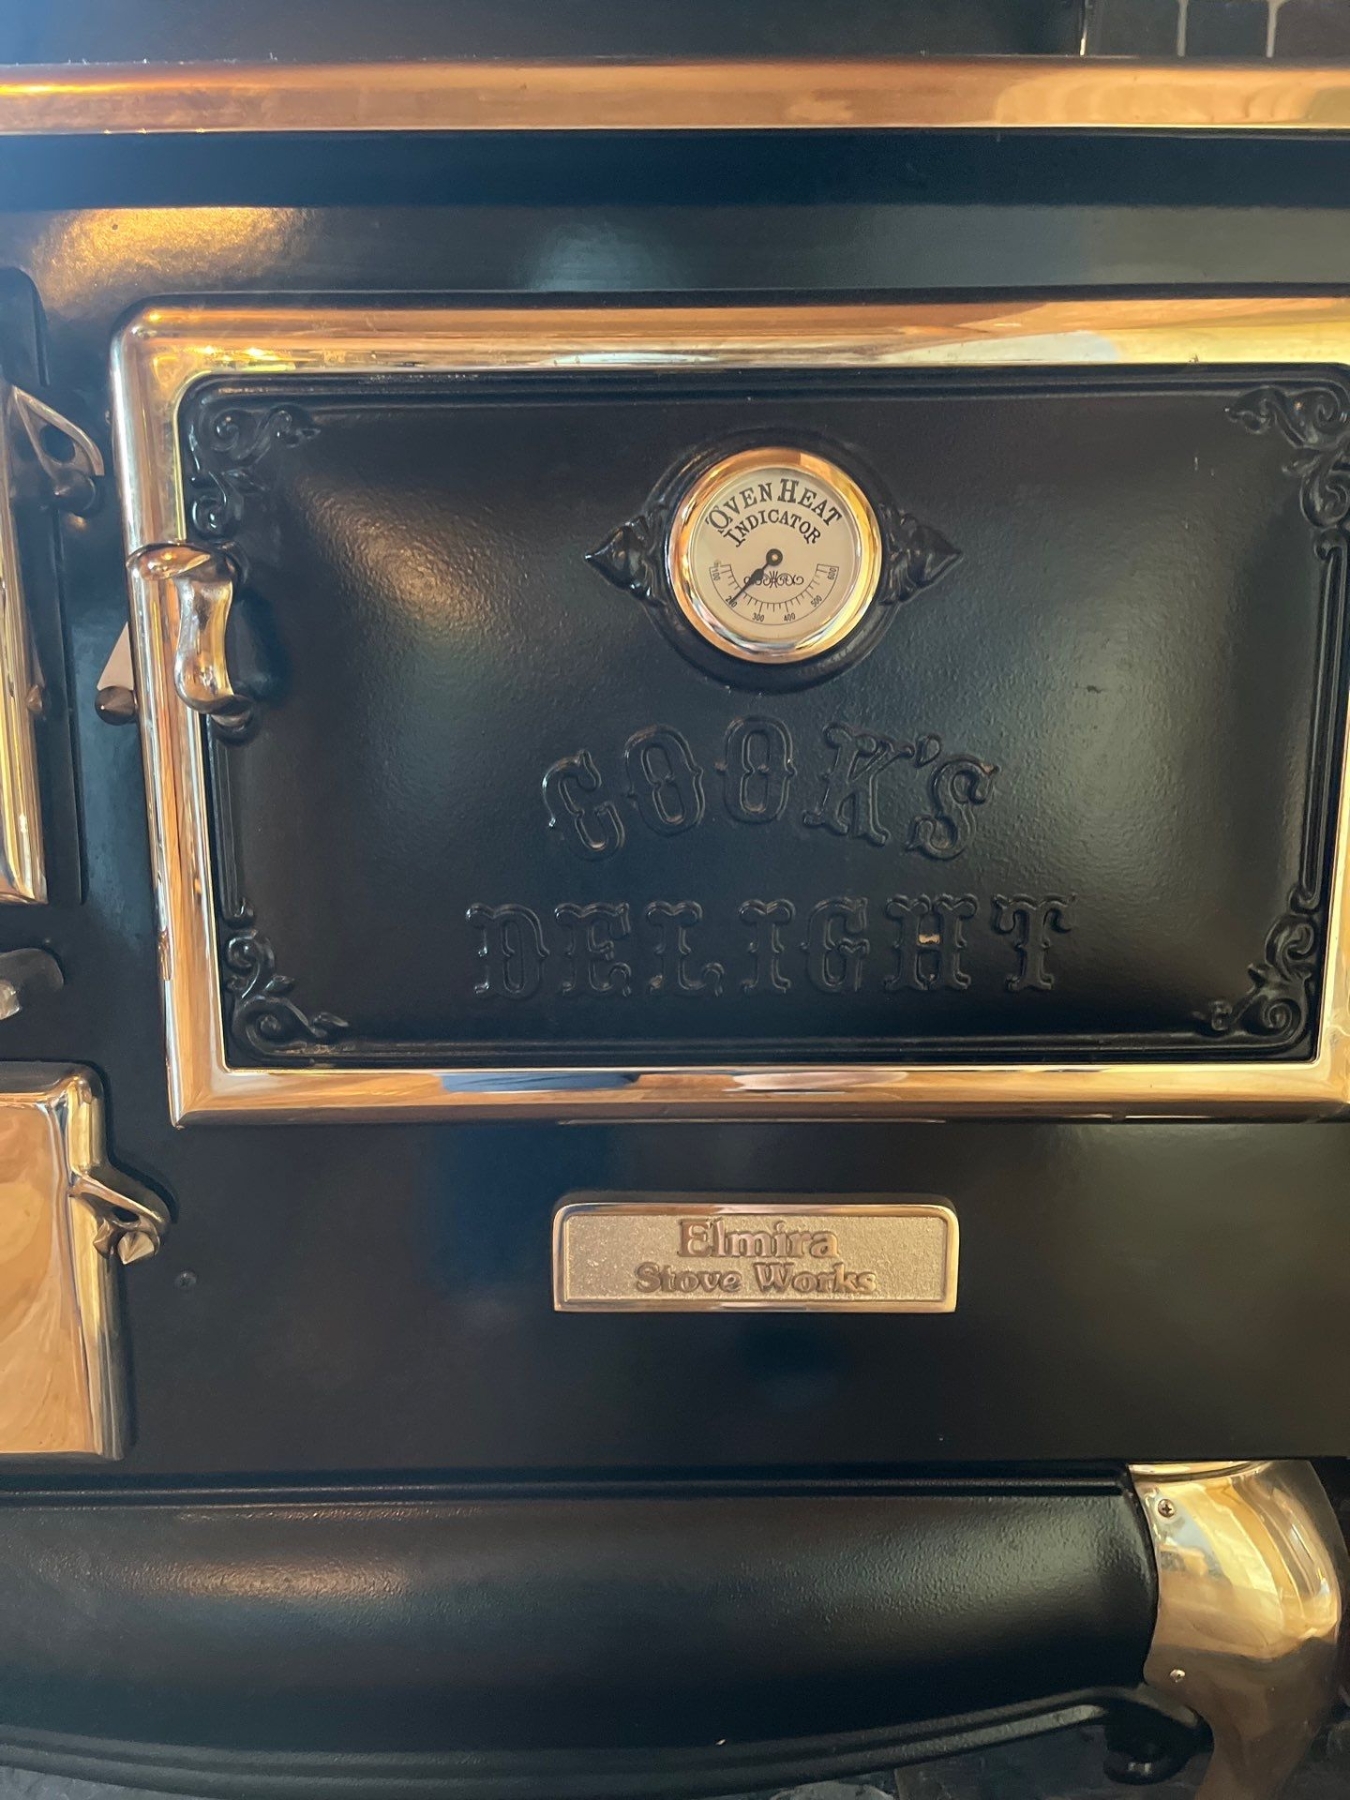 OVEN HEAT
INDICATOR
100 200 300 400 500 600
COOK'S
DELIGHT
Elmira
Stove Works